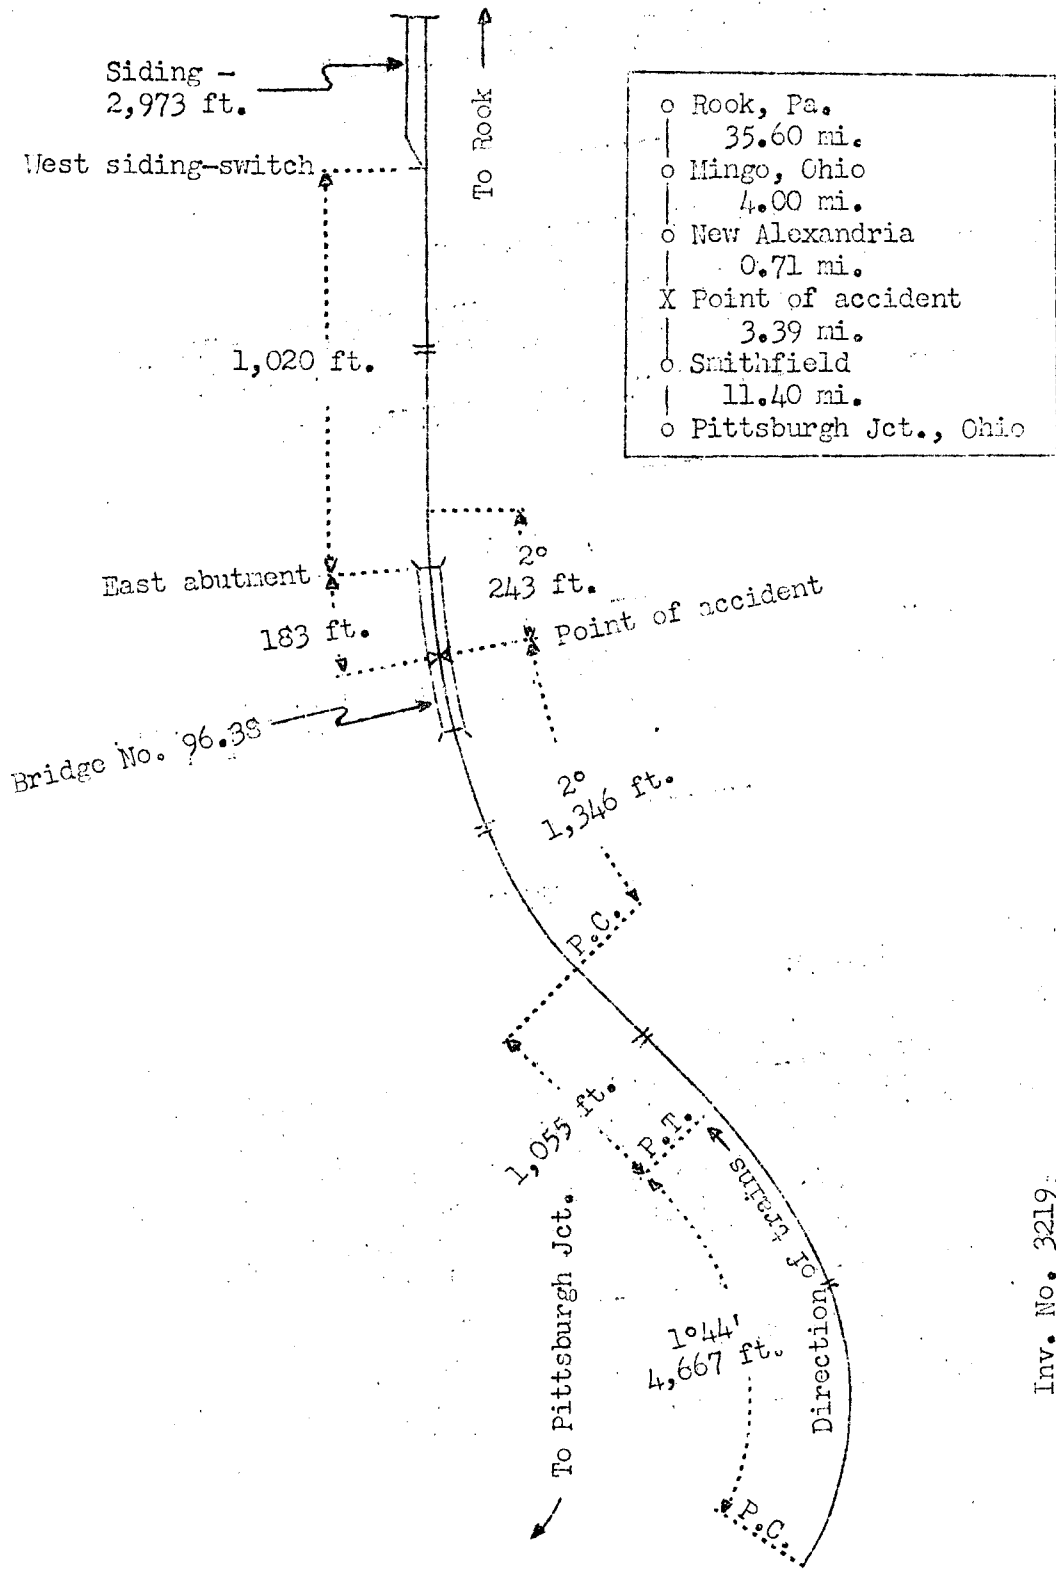 Siding -
2,973 ft.
West siding-switch
To Rook
o Rook, Pa.
35.60 mi.
o Mingo, Ohio
4.00 mi.
o New Alexandria
0.71 mi.
X Point of accident
3.39 mi.
o Smithfield
11.40 mi.
o Pittsburgh Jct., Ohio
1,020 ft.
2°
243 ft.
East abutment
183 ft.
Point of accident
Bridge No. 96.38
2°
1,346 ft.
P.C.
1,055 ft.
P.T.
Direction of trains
To Pittsburgh Jct.
1°44'
4,667 ft.
P.C.
Inv. No. 3219